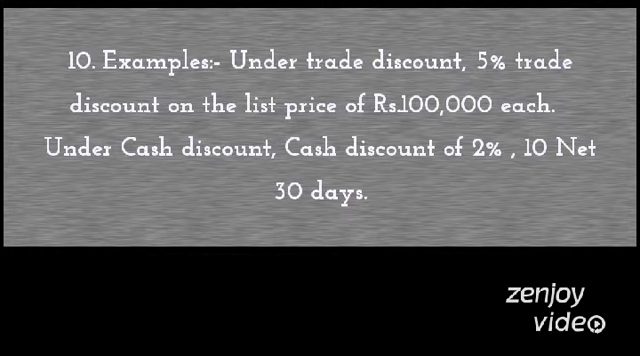 10. Examples:- Under trade discount, 5% trade
discount on the list price of Rs.100,000 each.
Under Cash discount, Cash discount of 2% , 10 Net
30 days.
zenjoy
video